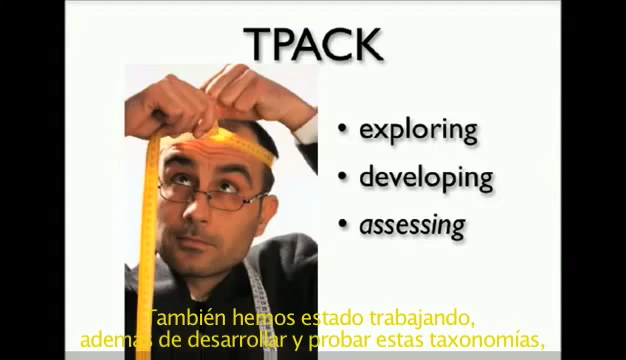 TPACK
• exploring
• developing
• assessing
También hemos estado trabajando,
además de desarrollar y probar estas taxonomías,